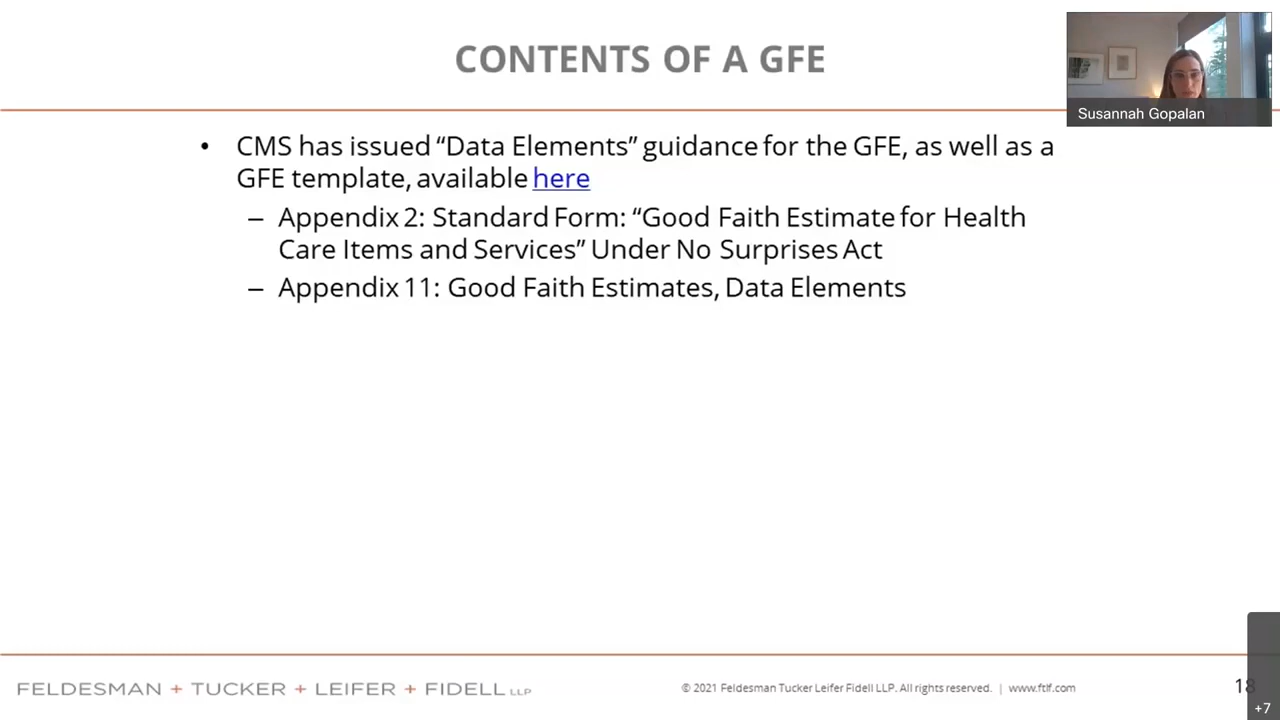 CONTENTS OF A GFE
Susannah Gopalan
• CMS has issued “Data Elements” guidance for the GFE, as well as a
GFE template, available here
– Appendix 2: Standard Form: “Good Faith Estimate for Health
Care Items and Services” Under No Surprises Act
– Appendix 11: Good Faith Estimates, Data Elements
FELDESMAN + TUCKER + LEIFER + FIDELL LLP
© 2021 Feldesman Tucker Leifer Fidell LLP. All rights reserved. | www.ftlf.com
18
+7